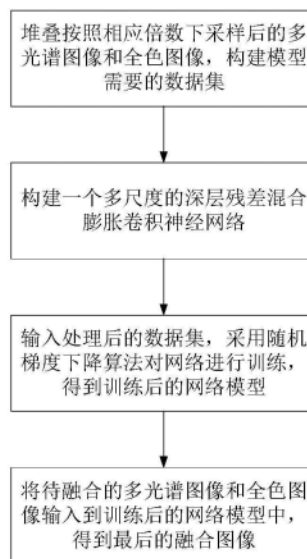 堆叠按照相应倍数下采样后的多
光谱图像和全色图像，构建模型
需要的数据集
构建一个多尺度的深层残差混合
膨胀卷积神经网络
输入处理后的数据集，采用随机
梯度下降算法对网络进行训练，
得到训练后的网络模型
将待融合的多光谱图像和全色图
像输入到训练后的网络模型中，
得到最后的融合图像